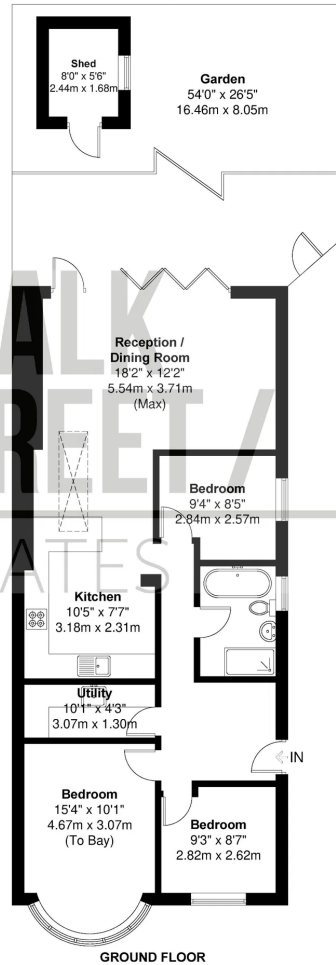 Shed
8'0" x 5'6"
2.44m x 1.68m
Garden
54'0" x 26'5"
16.46m x 8.05m
ALK
REET /
ATES
Reception /
Dining Room
18'2" x 12'2"
5.54m x 3.71m
(Max)
Bedroom
9'4" x 8'5"
2.84m x 2.57m
Kitchen
10'5" x 7'7"
3.18m x 2.31m
Utility
10'1" x 4'3"
3.07m x 1.30m
IN
Bedroom
15'4" x 10'1"
4.67m x 3.07m
(To Bay)
Bedroom
9'3" x 8'7"
2.82m x 2.62m
GROUND FLOOR